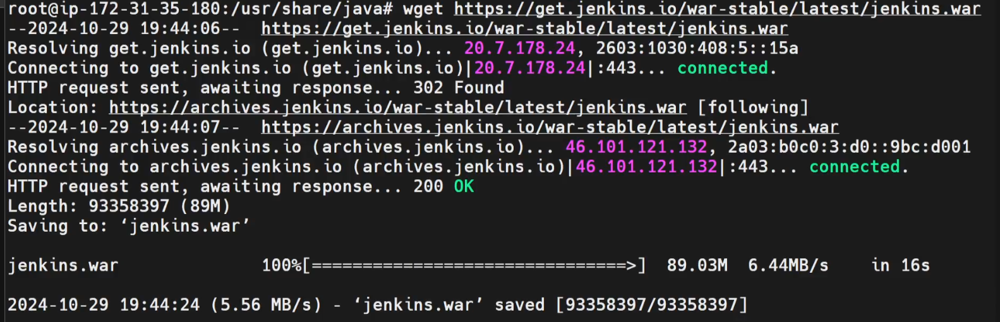 root@ip-172-31-35-180:/usr/share/java# wget https://get.jenkins.io/war-stable/latest/jenkins.war
--2024-10-29 19:44:06--  https://get.jenkins.io/war-stable/latest/jenkins.war
Resolving get.jenkins.io (get.jenkins.io)... 20.7.178.24, 2603:1030:408:5::15a
Connecting to get.jenkins.io (get.jenkins.io)|20.7.178.24|:443... connected.
HTTP request sent, awaiting response... 302 Found
Location: https://archives.jenkins.io/war-stable/latest/jenkins.war [following]
--2024-10-29 19:44:07--  https://archives.jenkins.io/war-stable/latest/jenkins.war
Resolving archives.jenkins.io (archives.jenkins.io)... 46.101.121.132, 2a03:b0c0:3:d0::9bc:d001
Connecting to archives.jenkins.io (archives.jenkins.io)|46.101.121.132|:443... connected.
HTTP request sent, awaiting response... 200 OK
Length: 93358397 (89M)
Saving to: ‘jenkins.war’
jenkins.war              100%[===============================>]  89.03M  6.44MB/s    in 16s
2024-10-29 19:44:24 (5.56 MB/s) - ‘jenkins.war’ saved [93358397/93358397]